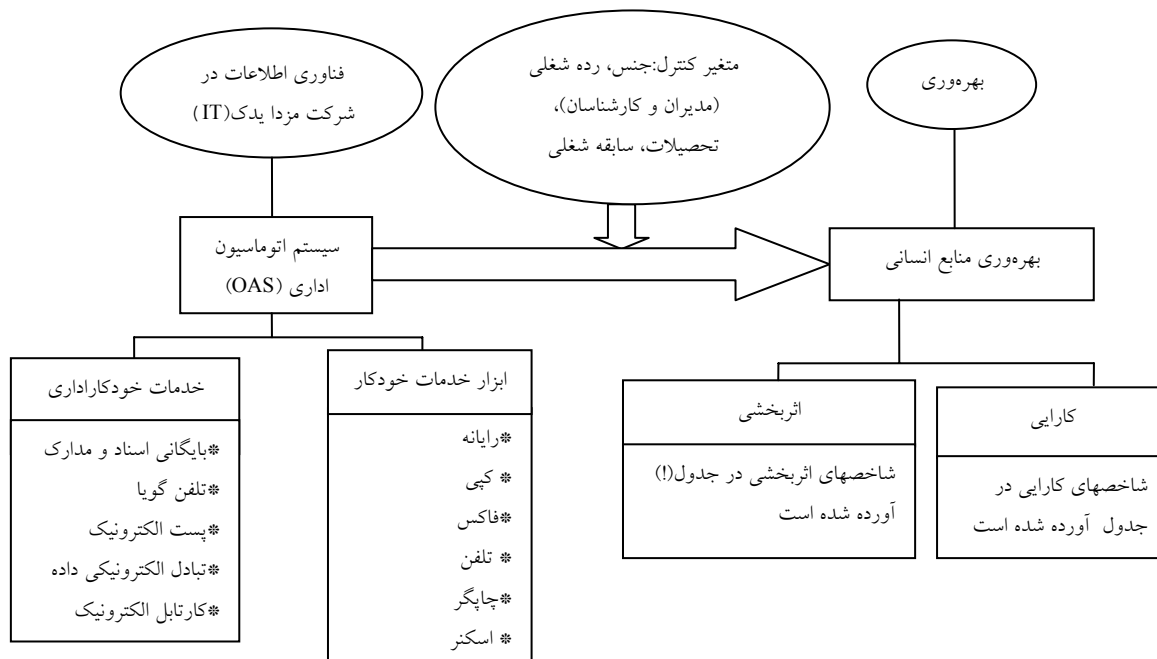 فناوری اطلاعات در
شرکت مزدا یدک(IT)
متغیر کنترل:جنس، رده شغلی
(مدیران و کارشناسان)،
تحصیلات، سابقه شغلی
بهره‌وری
سیستم اتوماسیون
اداری (OAS)
بهره‌وری منابع انسانی
خدمات خودکاراداری
*بایگانی اسناد و مدارک
*تلفن گویا
*پست الکترونیک
*تبادل الکترونیکی داده
*کارتابل الکترونیک
ابزار خدمات خودکار
*رایانه
* کپی
*فاکس
* تلفن
*چاپگر
* اسکنر
اثربخشی
شاخصهای اثربخشی در جدول(!)
آورده شده است
کارایی
شاخصهای کارایی در
جدول آورده شده است